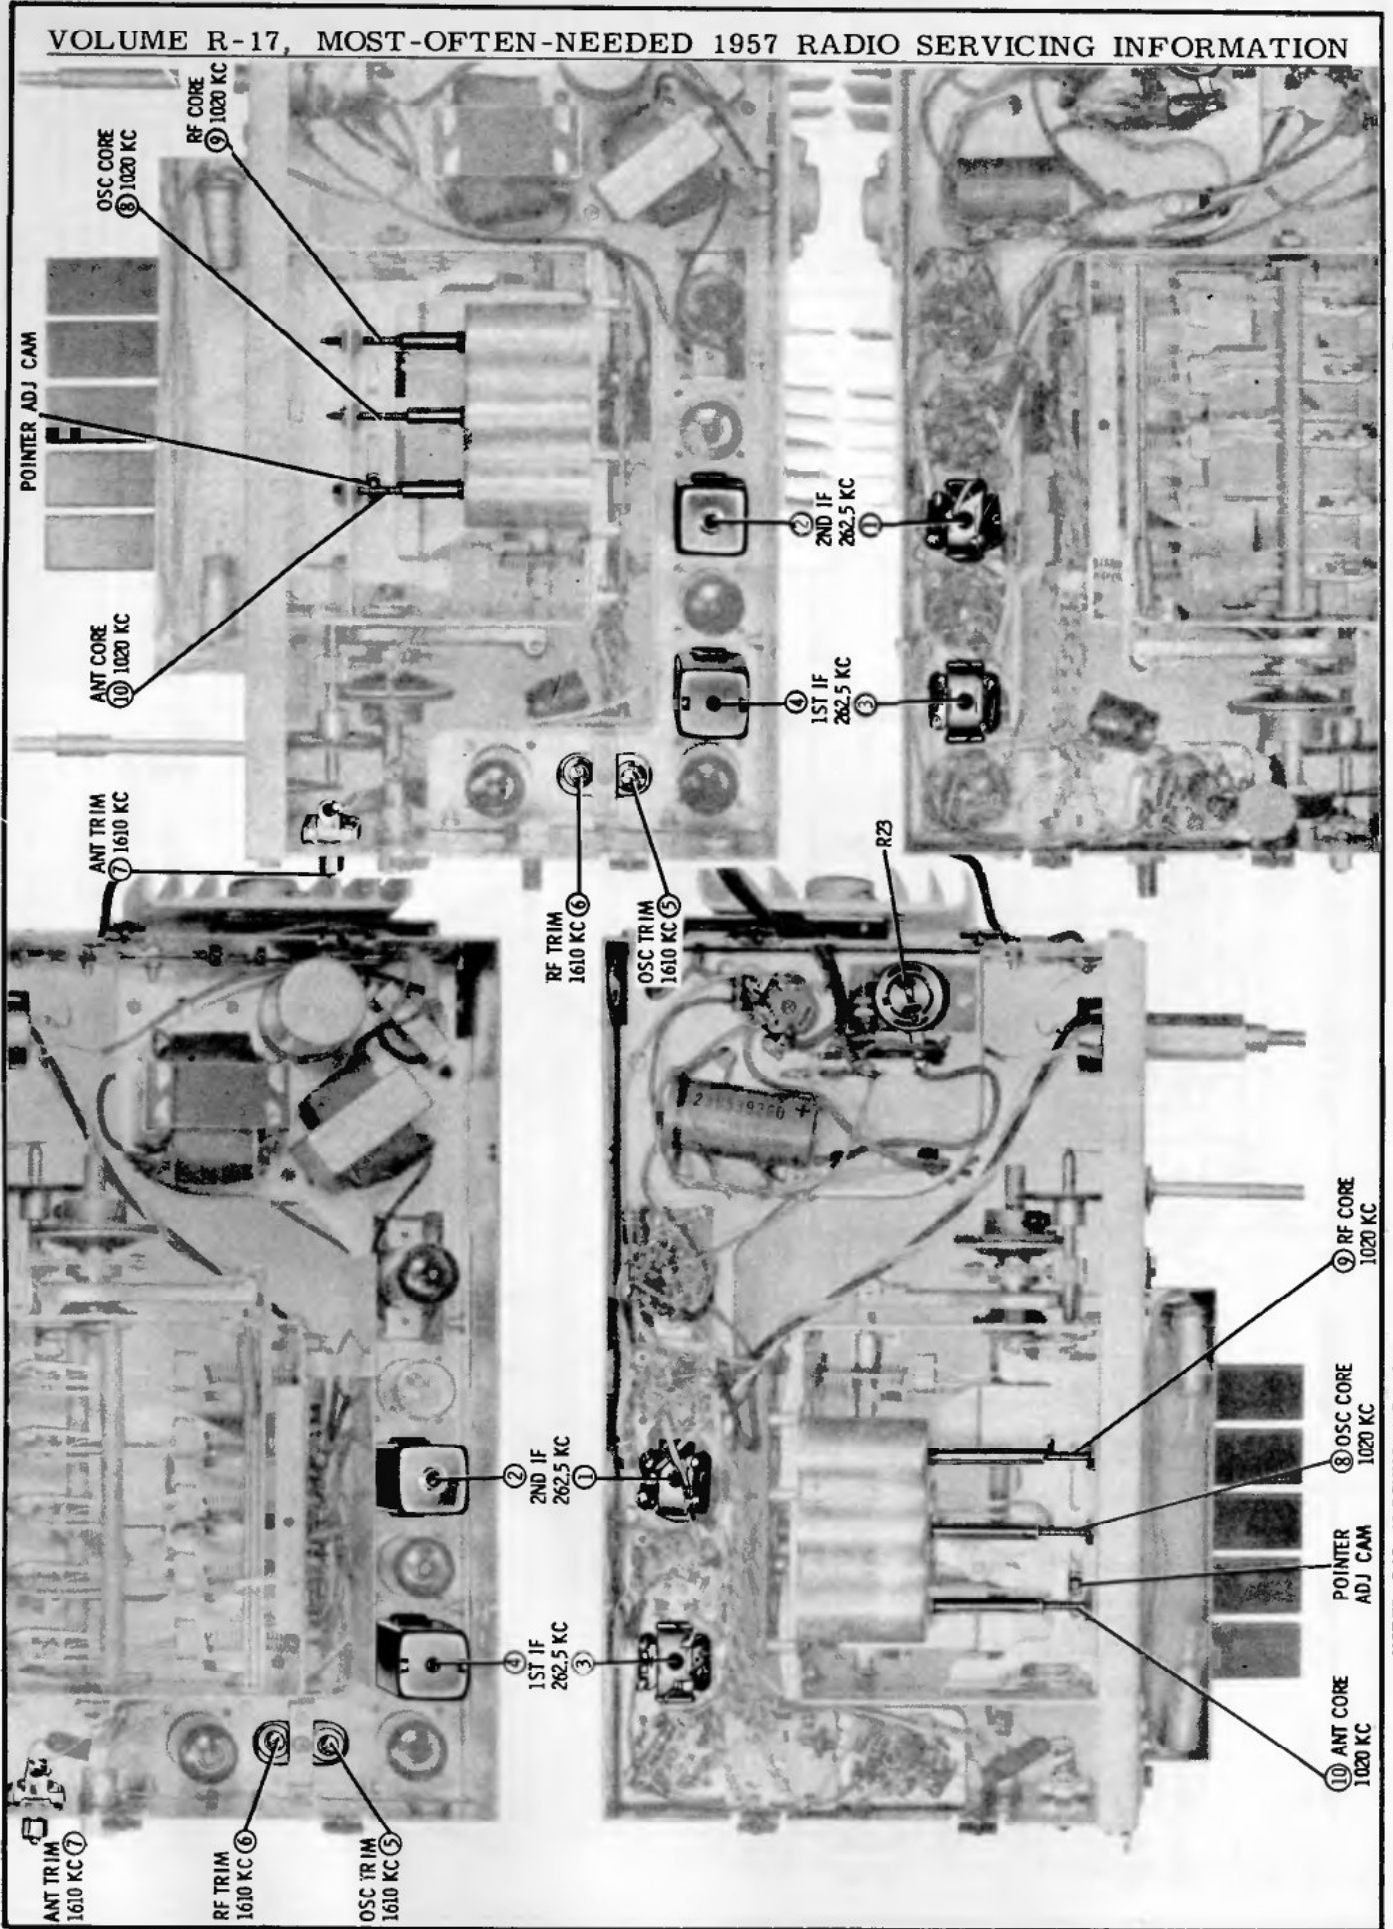 VOLUME R-17, MOST-OFTEN-NEEDED 1957 RADIO SERVICING INFORMATION
RF CORE
⑨ 1020 KC
OSC CORE
⑧ 1020 KC
POINTER ADJ CAM
ANT CORE
⑩ 1020 KC
ANT TRIM
⑦ 1610 KC
②
2ND IF
262.5 KC
①
④
1ST IF
262.5 KC
③
RF TRIM
1610 KC ⑥
OSC TRIM
1610 KC ⑤
R23
②
2ND IF
262.5 KC
①
④
1ST IF
262.5 KC
③
ANT TRIM
1610 KC ⑦
RF TRIM
1610 KC ⑥
OSC TRIM
1610 KC ⑤
⑨ RF CORE
1020 KC
⑧ OSC CORE
1020 KC
POINTER
ADJ CAM
⑩ ANT CORE
1020 KC